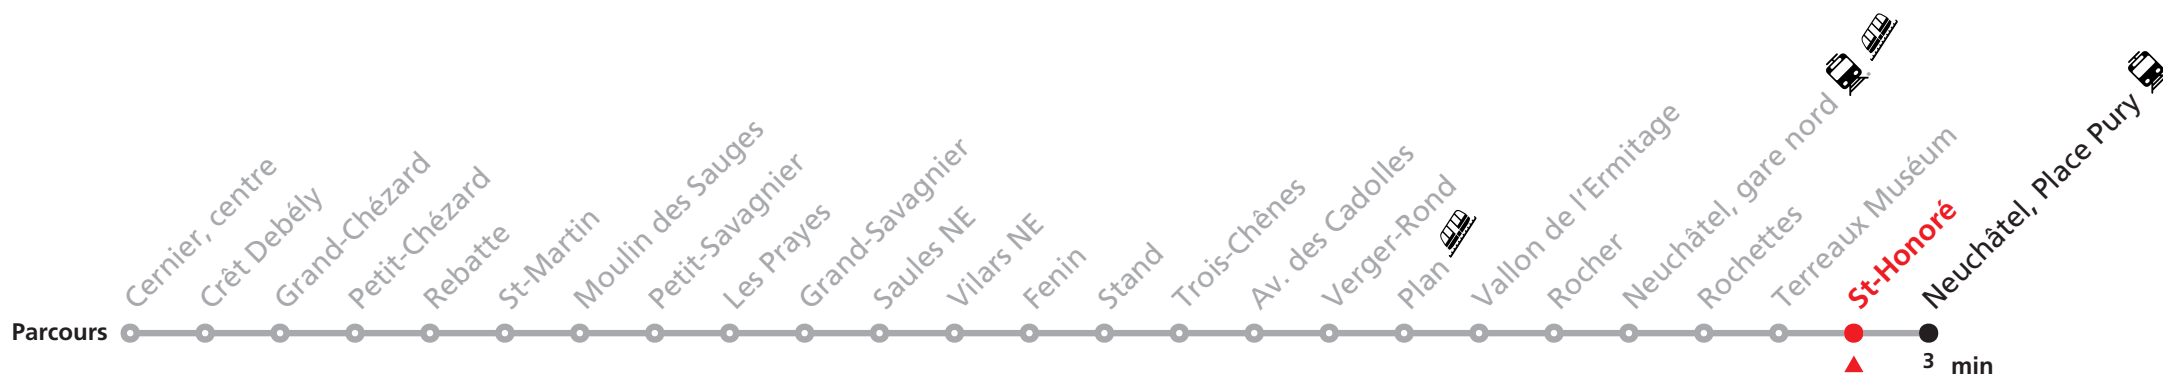 Cernier, centre
Crêt Debély
Grand-Chézard
Petit-Chézard
Rebatte
St-Martin
Moulin des Sauges
Petit-Savagnier
Les Prayes
Grand-Savagnier
Saules NE
Vilars NE
Fenin
Stand
Trois-Chênes
Av. des Cadolles
Verger-Rond
Plan
Vallon de l'Ermitage
Rocher
Neuchâtel, gare nord
Rochettes
Terreaux Muséum
St-Honoré
Neuchâtel, Place Pury
Parcours
3 min